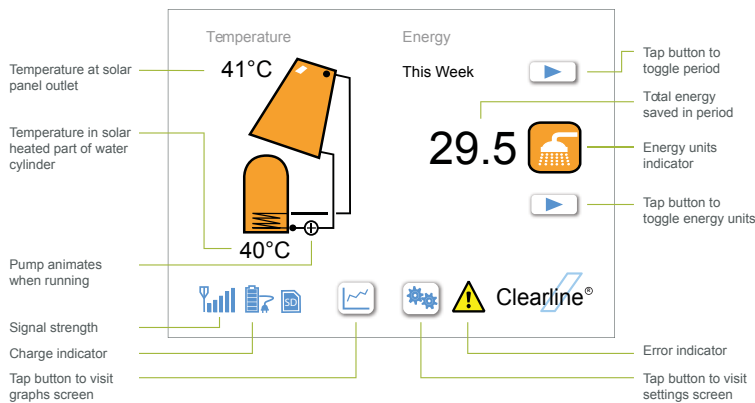 Temperature
Energy
41°C
This Week
29.5
40°C
SD
Clearline®
Temperature at solar
panel outlet
Temperature in solar
heated part of water
cylinder
Pump animates
when running
Signal strength
Charge indicator
Tap button to visit
graphs screen
Tap button to
toggle period
Total energy
saved in period
Energy units
indicator
Tap button to
toggle energy units
Error indicator
Tap button to visit
settings screen